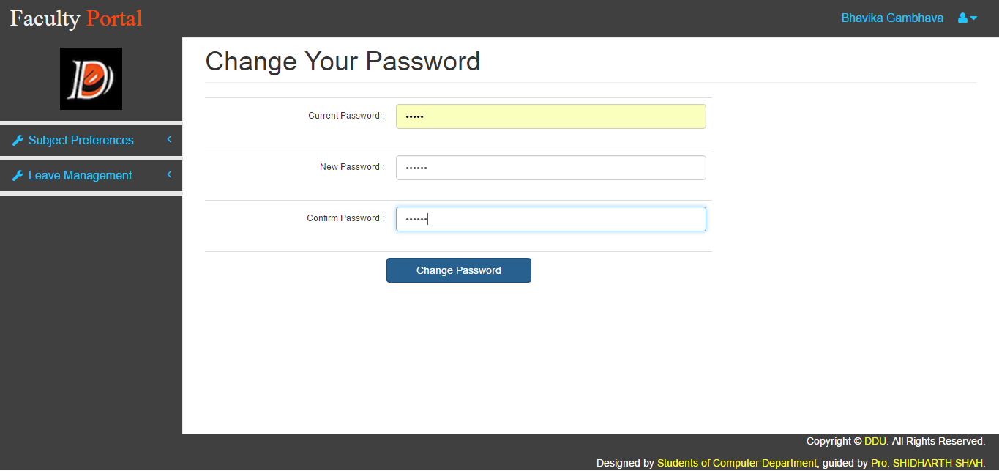 Faculty Portal
Bhavika Gambhava
Subject Preferences
Leave Management
Change Your Password
Current Password :
•••••
New Password :
••••••
Confirm Password :
••••••
Change Password
Copyright © DDU. All Rights Reserved.
Designed by Students of Computer Department, guided by Pro. SHIDHARTH SHAH.